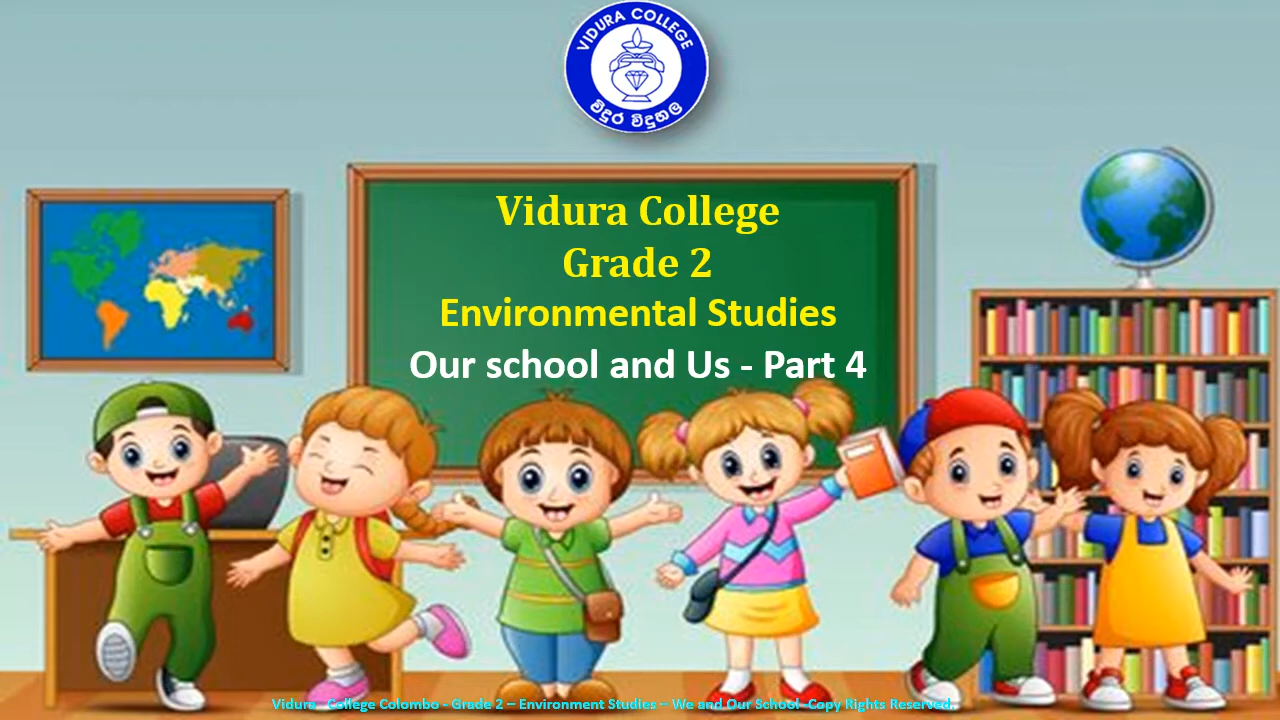 VIDURA COLLEGE
විදුර විදුහල
Vidura College
Grade 2
Environmental Studies
Our school and Us - Part 4
Vidura College Colombo - Grade 2 – Environment Studies – We and Our School–Copy Rights Reserved.